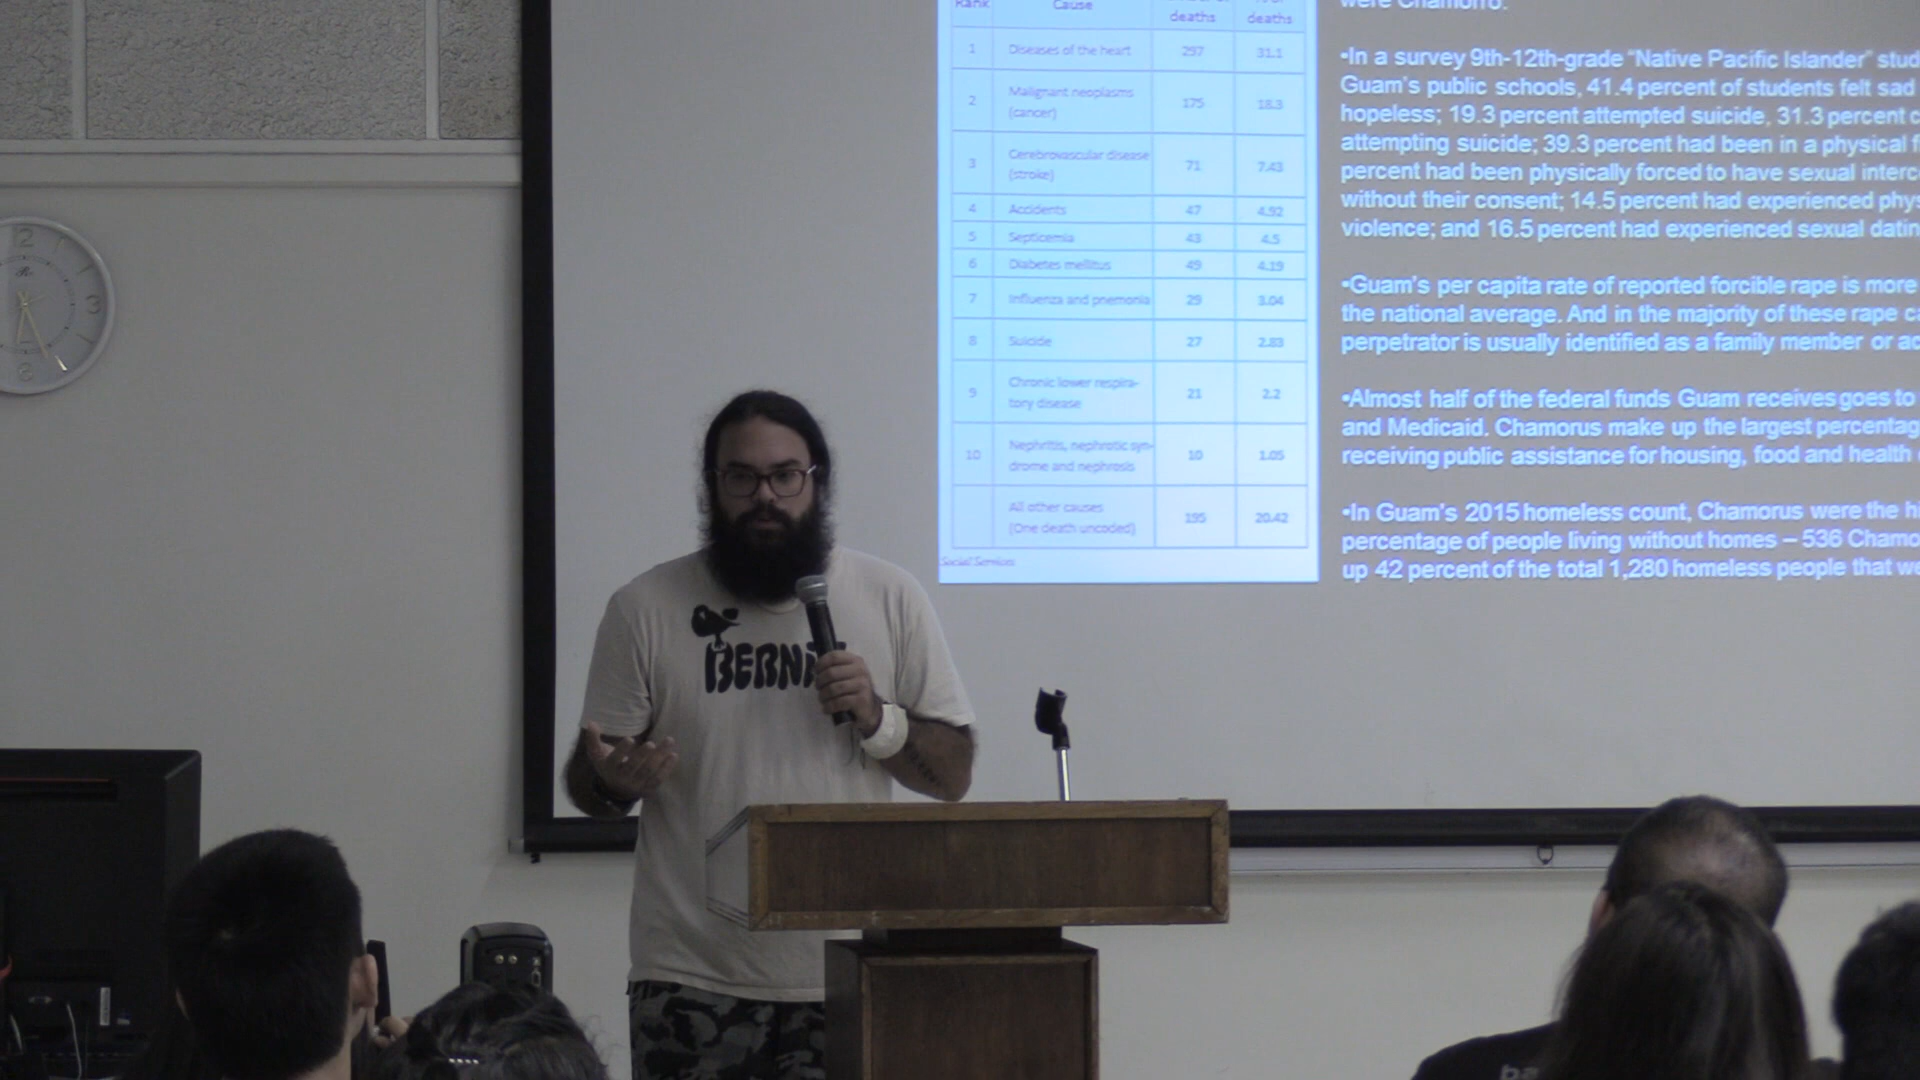 Rank
Cause
deaths
deaths
1 Diseases of the heart 297 31.1
2 Malignant neoplasms
(cancer) 175 18.3
3 Cerebrovascular disease
(stroke) 71 7.43
4 Accidents 47 4.92
5 Septicemia 43 4.5
6 Diabetes mellitus 49 4.19
7 Influenza and pnemonia 29 3.04
8 Suicide 27 2.83
9 Chronic lower respira-
tory disease 21 2.2
10 Nephritis, nephrotic syn-
drome and nephrosis 10 1.05
All other causes
(One death uncoded) 195 20.42
Social Services
were Chamorro.
•In a survey 9th-12th-grade “Native Pacific Islander” stud
Guam's public schools, 41.4 percent of students felt sad
hopeless; 19.3 percent attempted suicide, 31.3 percent c
attempting suicide; 39.3 percent had been in a physical f
percent had been physically forced to have sexual interc
without their consent; 14.5 percent had experienced phys
violence; and 16.5 percent had experienced sexual datin
•Guam's per capita rate of reported forcible rape is more
the national average. And in the majority of these rape ca
perpetrator is usually identified as a family member or ac
•Almost half of the federal funds Guam receives goes to
and Medicaid. Chamorus make up the largest percentag
receiving public assistance for housing, food and health
•In Guam's 2015 homeless count, Chamorus were the hi
percentage of people living without homes – 536 Chamo
up 42 percent of the total 1,280 homeless people that we
2
3
8
BERNI
ba